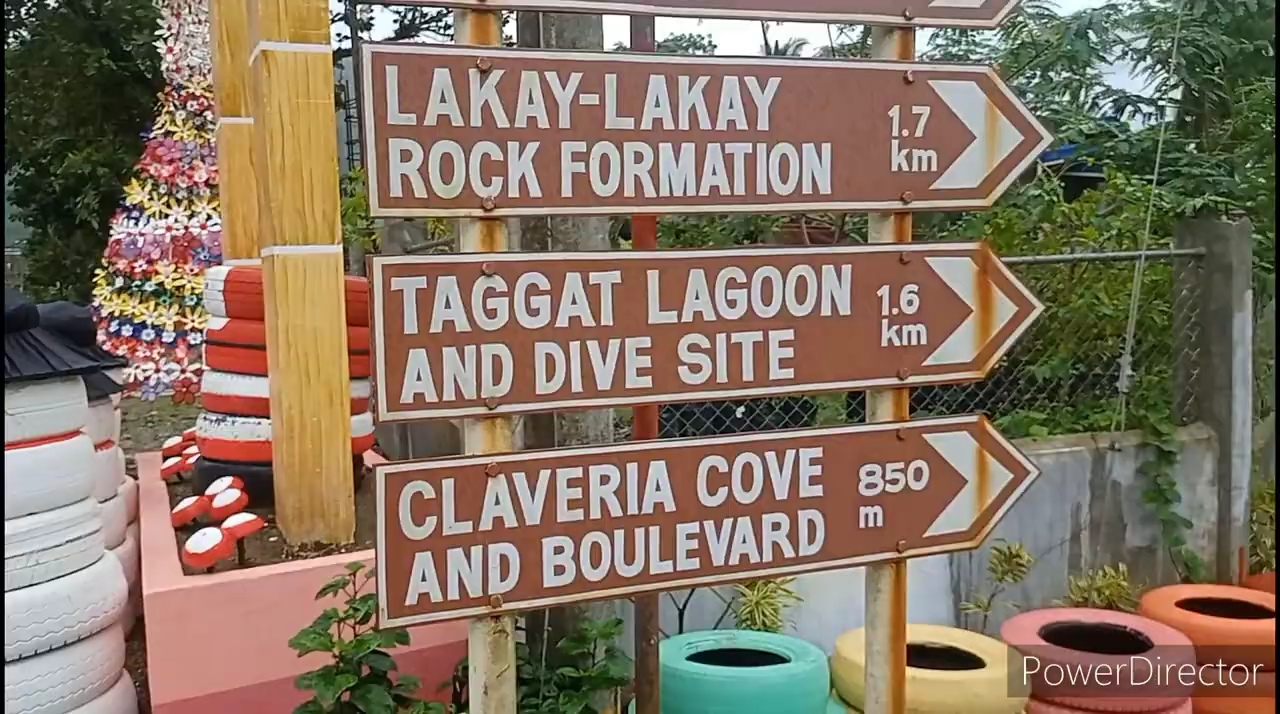 LAKAY-LAKAY
ROCK FORMATION
1.7
km
TAGGAT LAGOON
AND DIVE SITE
1.6
km
CLAVERIA COVE
AND BOULEVARD
850
m
PowerDirector